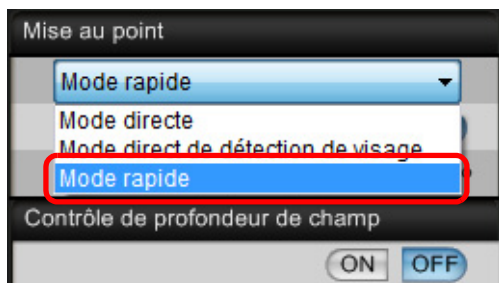 Mise au point
Mode rapide
Mode directe
Mode direct de détection de visage
Mode rapide
Contrôle de profondeur de champ
ON OFF